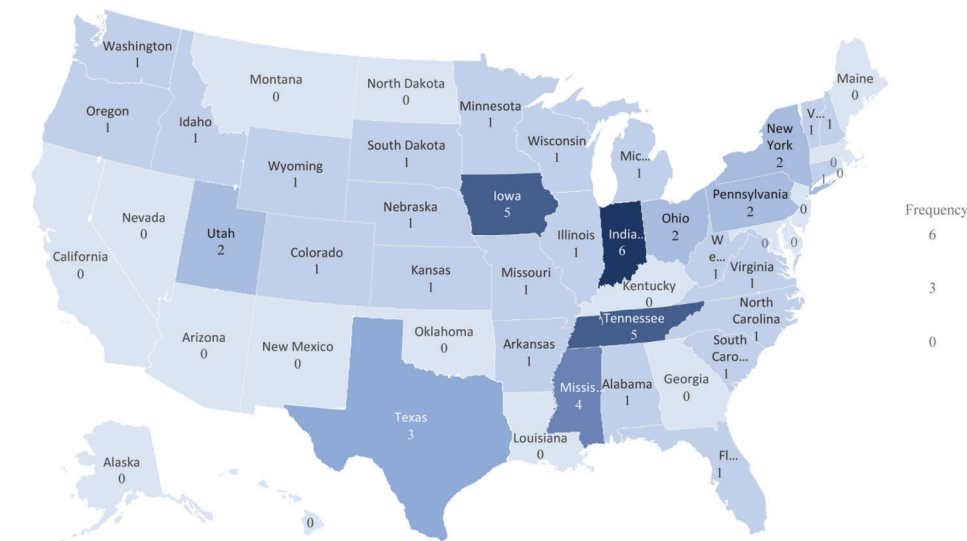 Washington
1
Montana
0
North Dakota
0
Maine
0
Oregon
1
Idaho
1
Minnesota
1
V...
1
1
New
York
2
Wisconsin
1
South Dakota
1
Mic...
1
0
0
1
Wyoming
1
Iowa
5
Pennsylvania
2
Nebraska
1
0
Nevada
0
Utah
2
Ohio
2
India..
6
Illinois
1
W
e...
1
0
0
California
0
Colorado
1
Kansas
1
Missouri
1
Virginia
1
Kentucky
0
North
Carolina
1
Tennessee
5
Arizona
0
New Mexico
0
Oklahoma
0
Arkansas
1
South
Caro...
1
Georgia
0
Missis..
4
Alabama
1
Texas
3
Louisiana
0
Fl...
1
Alaska
0
0
Frequency
6
3
0